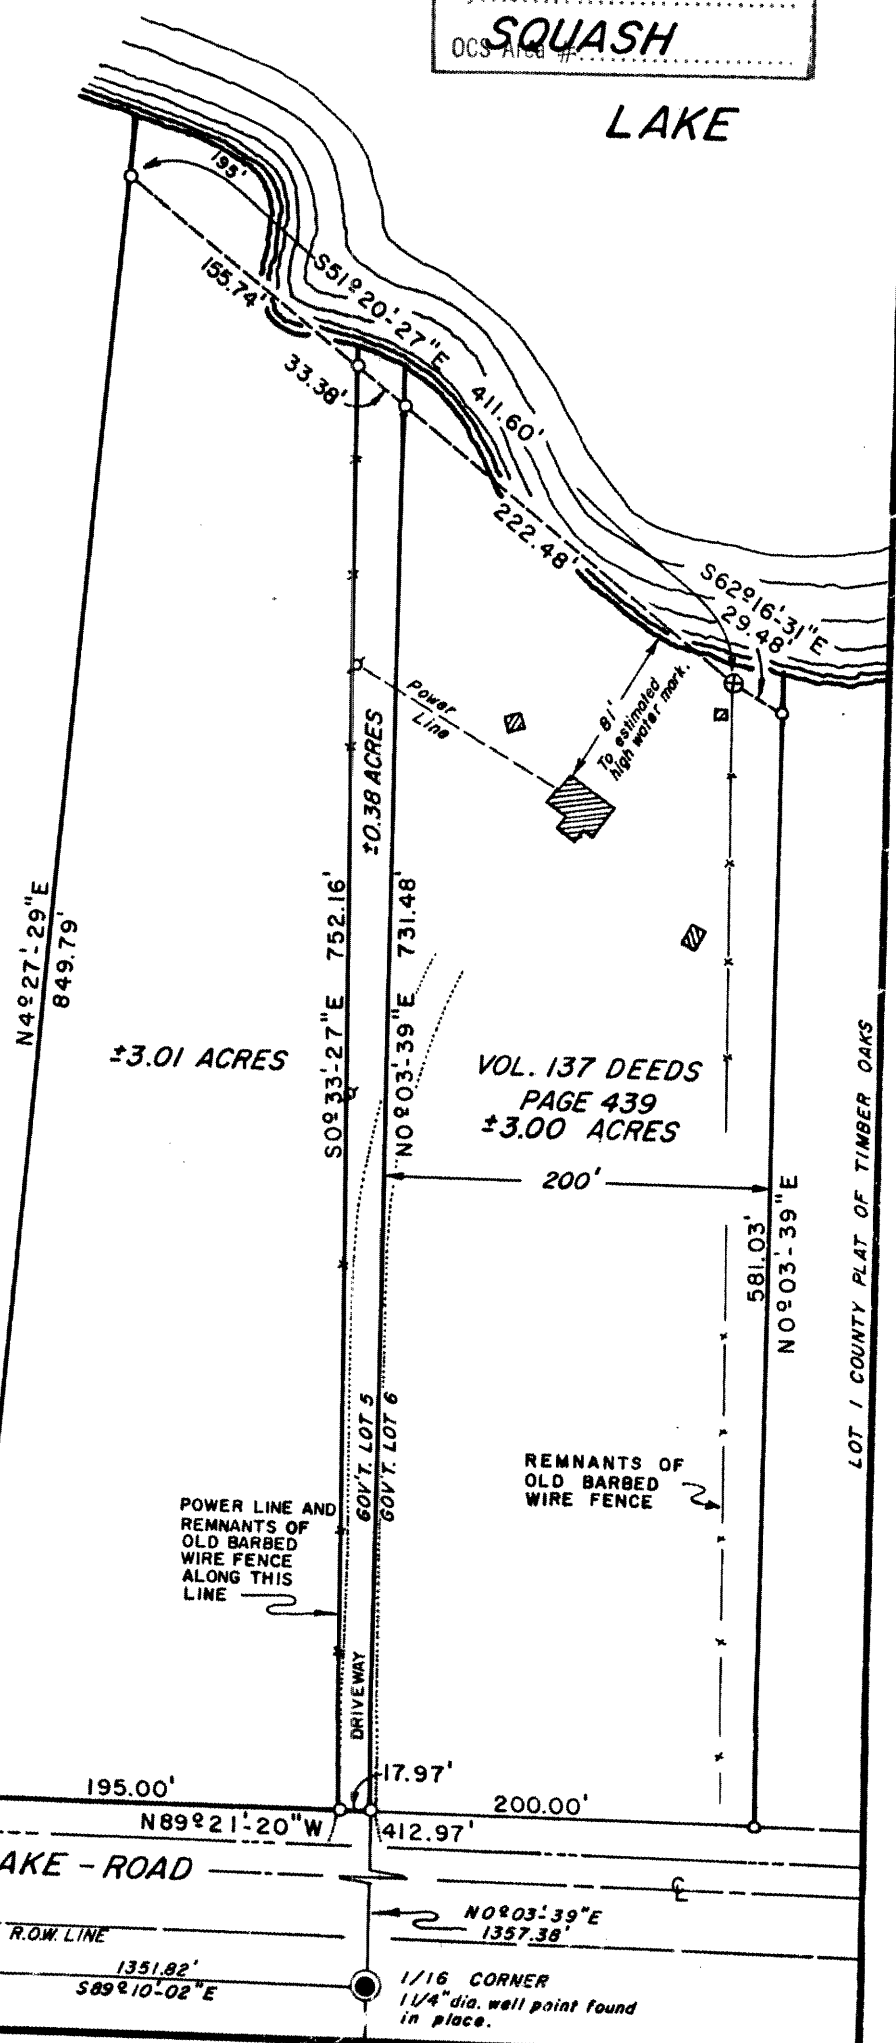 SQUASH
OCS Area #
LAKE
195'
S51°20'-27"E
411.60'
155.74'
33.38'
222.48'
S62°16'-31"E
29.48'
81'
To estimated
high water mark.
Power
Line
±0.38 ACRES
N4°27'-29"E
849.79'
S0°33'-27"E 752.16'
N0°03'-39"E 731.48'
±3.01 ACRES
VOL. 137 DEEDS
PAGE 439
±3.00 ACRES
200'
581.03'
N0°03'-39"E
LOT 1 COUNTY PLAT OF TIMBER OAKS
GOV'T. LOT 5
GOV'T. LOT 6
REMNANTS OF
OLD BARBED
WIRE FENCE
POWER LINE AND
REMNANTS OF
OLD BARBED
WIRE FENCE
ALONG THIS
LINE
DRIVEWAY
17.97'
195.00'
200.00'
N89°21'-20"W
412.97'
AKE - ROAD
CL
N0°03'-39"E
1357.38'
R.O.W. LINE
1351.82'
S89°10'-02"E
1/16 CORNER
1 1/4" dia. well point found
in place.